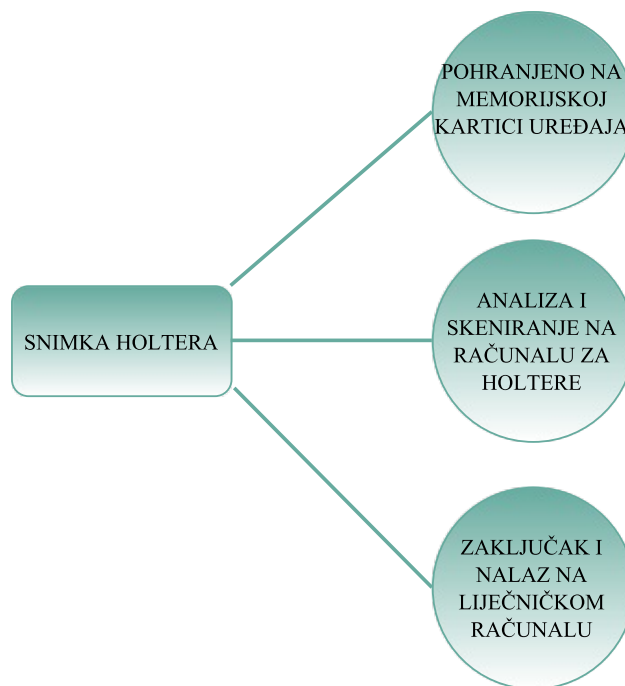 POHRANJENO NA
MEMORIJSKOJ
KARTICI UREĐAJA
SNIMKA HOLTERA
ANALIZA I
SKENIRANJE NA
RAČUNALU ZA
HOLTERE
ZAKLJUČAK I
NALAZ NA
LIJEČNIČKOM
RAČUNALU